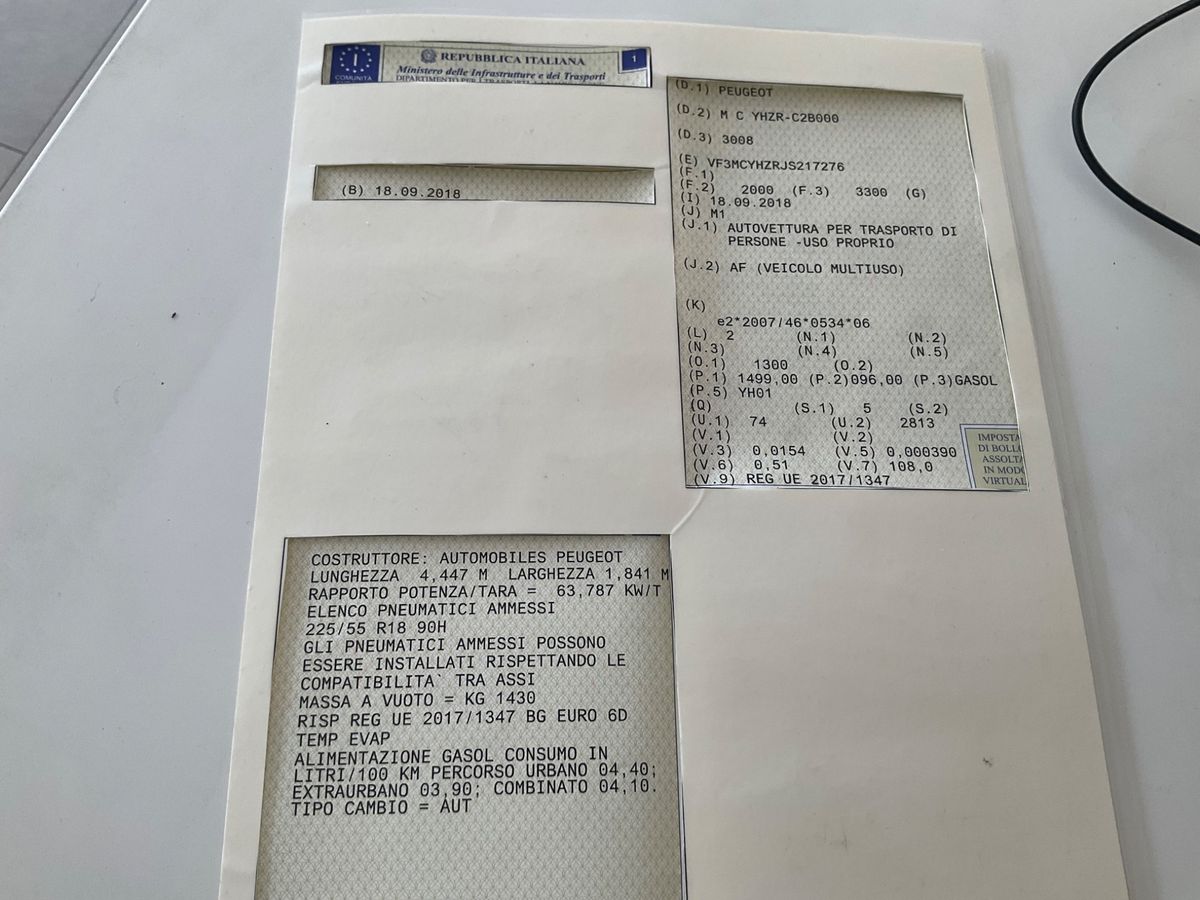 I
COMUNITÀ
REPUBBLICA ITALIANA
Ministero delle Infrastrutture e dei Trasporti
1
(B) 18.09.2018
(D.1) PEUGEOT
(D.2) M C YHZR-C2B000
(D.3) 3008
(E) VF3MCYHZRJS217276
(F.1)
(F.2) 2000 (F.3) 3300 (G)
(I) 18.09.2018
(J) M1
(J.1) AUTOVETTURA PER TRASPORTO DI
PERSONE -USO PROPRIO
(J.2) AF (VEICOLO MULTIUSO)
(K)
e2*2007/46*0534*06
(L) 2 (N.1) (N.2)
(N.3) (N.4) (N.5)
(O.1) 1300 (O.2)
(P.1) 1499,00 (P.2)096,00 (P.3)GASOL
(P.5) YH01
(Q) (S.1) 5 (S.2)
(U.1) 74 (U.2) 2813
(V.1) (V.2)
(V.3) 0,0154 (V.5) 0,000390
(V.6) 0,51 (V.7) 108,0
(V.9) REG UE 2017/1347
IMPOSTA
DI BOLLO
ASSOLTA
IN MODO
VIRTUAL
COSTRUTTORE: AUTOMOBILES PEUGEOT
LUNGHEZZA 4,447 M LARGHEZZA 1,841 M
RAPPORTO POTENZA/TARA = 63,787 KW/T
ELENCO PNEUMATICI AMMESSI
225/55 R18 90H
GLI PNEUMATICI AMMESSI POSSONO
ESSERE INSTALLATI RISPETTANDO LE
COMPATIBILITA` TRA ASSI
MASSA A VUOTO = KG 1430
RISP REG UE 2017/1347 BG EURO 6D
TEMP EVAP
ALIMENTAZIONE GASOL CONSUMO IN
LITRI/100 KM PERCORSO URBANO 04,40;
EXTRAURBANO 03,90; COMBINATO 04,10.
TIPO CAMBIO = AUT